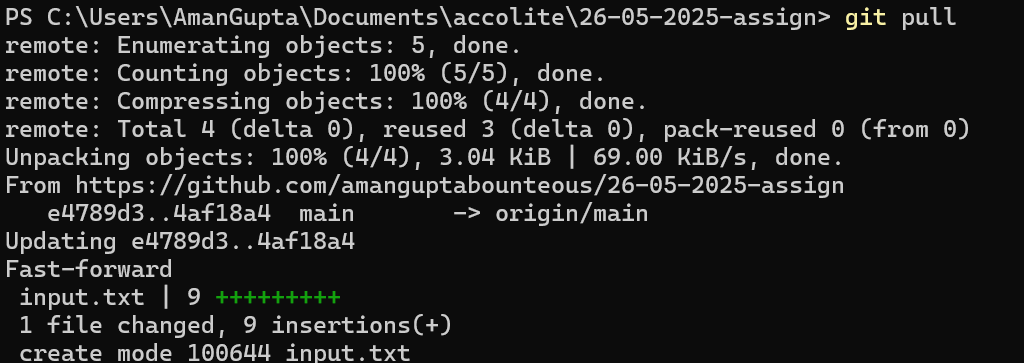 PS C:\Users\AmanGupta\Documents\accolite\26-05-2025-assign> git pull
remote: Enumerating objects: 5, done.
remote: Counting objects: 100% (5/5), done.
remote: Compressing objects: 100% (4/4), done.
remote: Total 4 (delta 0), reused 3 (delta 0), pack-reused 0 (from 0)
Unpacking objects: 100% (4/4), 3.04 KiB | 69.00 KiB/s, done.
From https://github.com/amanguptabounteous/26-05-2025-assign
   e4789d3..4af18a4  main       -> origin/main
Updating e4789d3..4af18a4
Fast-forward
 input.txt | 9 +++++++++
 1 file changed, 9 insertions(+)
 create mode 100644 input.txt